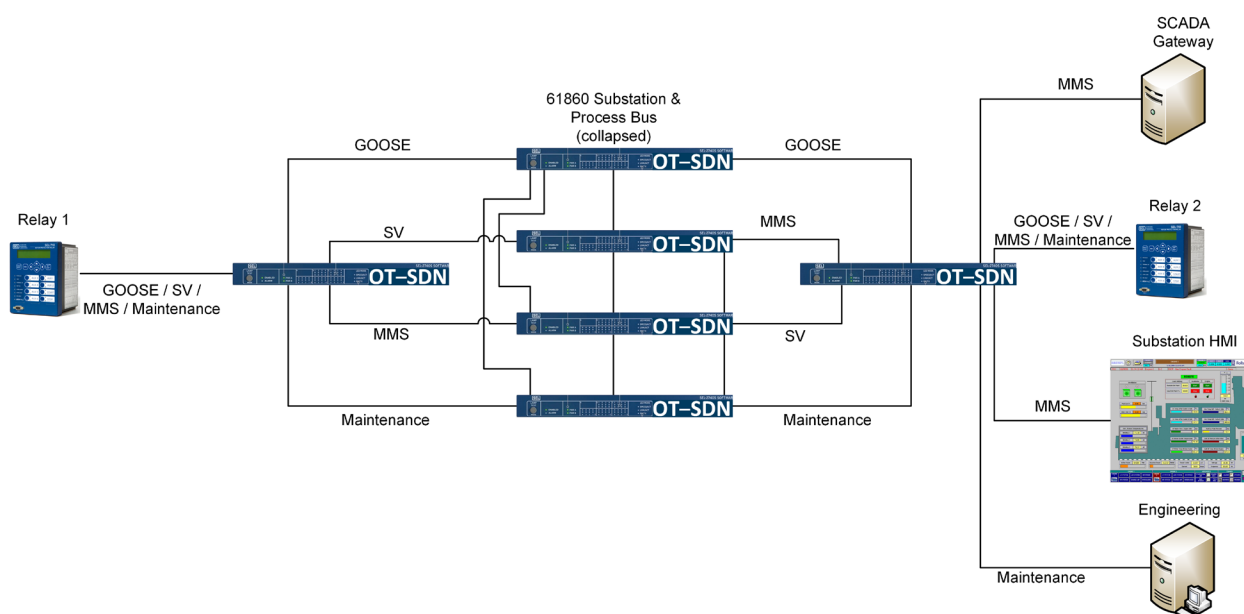 SCADA
Gateway
MMS
61860 Substation &
Process Bus
(collapsed)
GOOSE
OT–SDN
GOOSE
Relay 1
SV
OT–SDN
MMS
GOOSE / SV /
MMS / Maintenance
Relay 2
OT–SDN
OT–SDN
GOOSE / SV /
MMS / Maintenance
MMS
OT–SDN
SV
Substation HMI
MMS
Maintenance
OT–SDN
Maintenance
Engineering
Maintenance